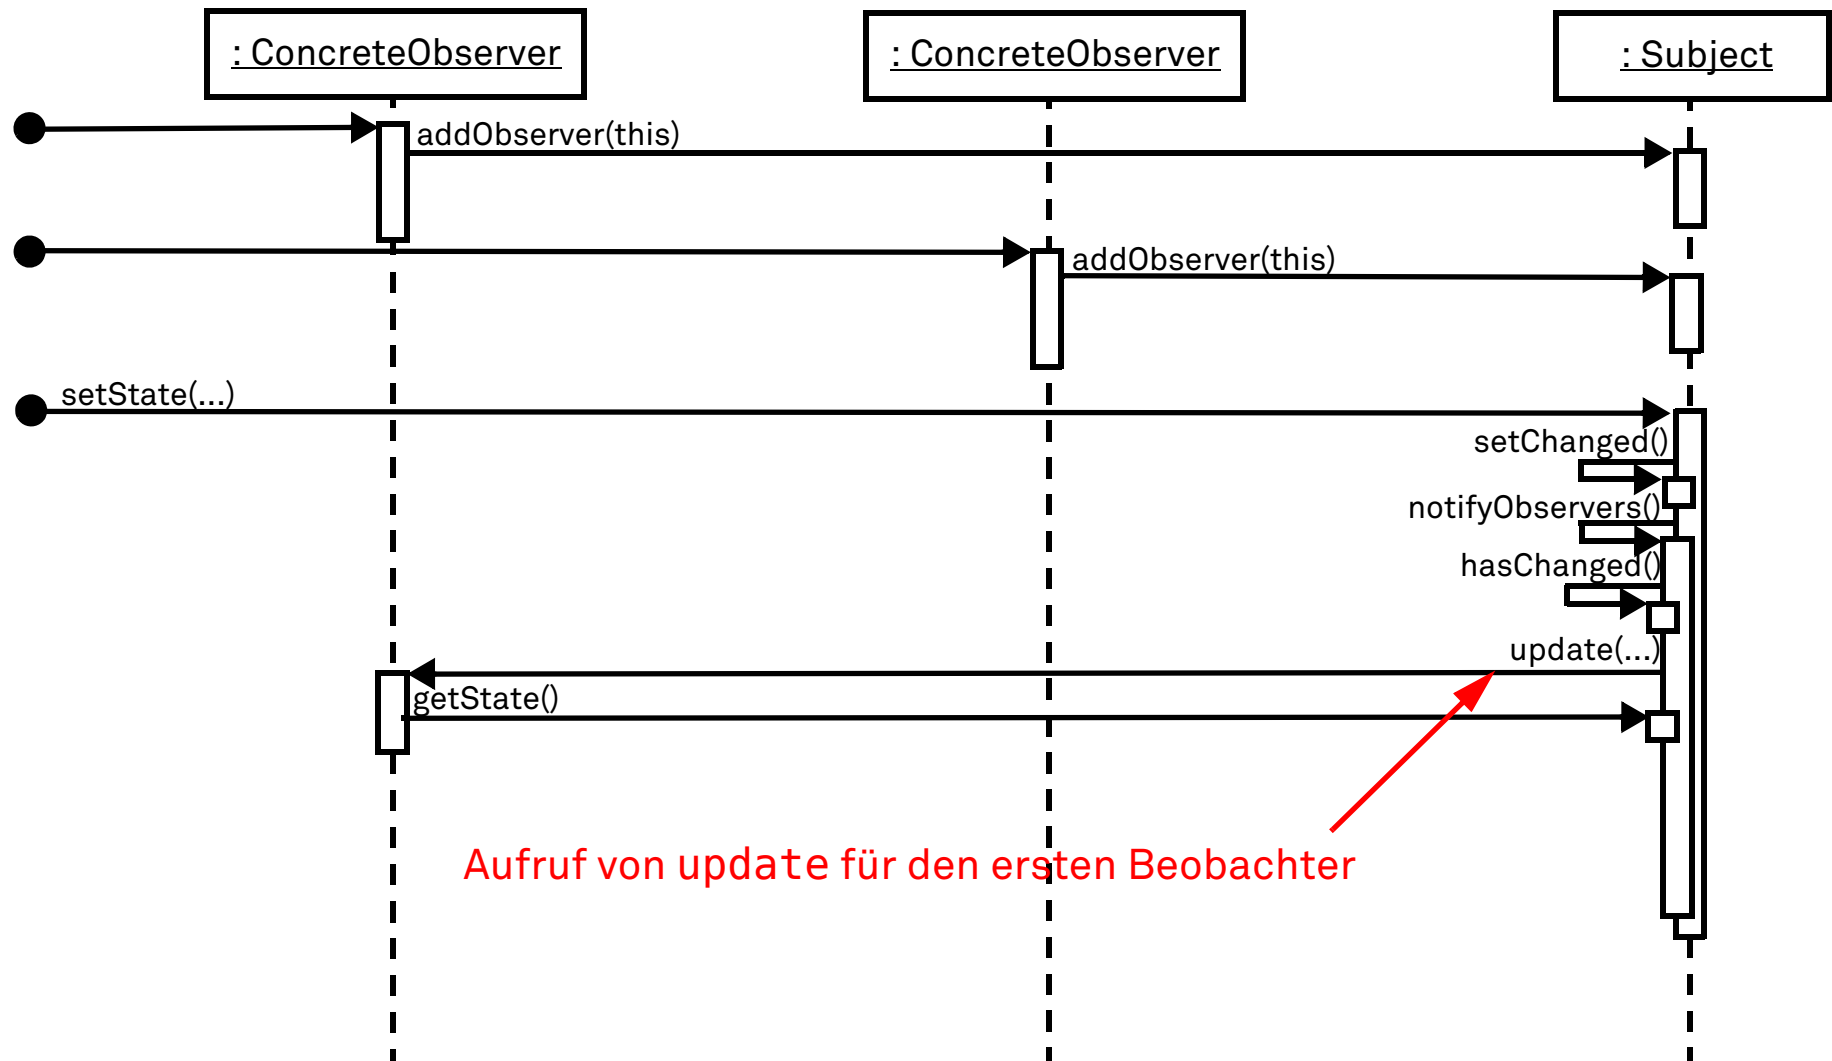 : ConcreteObserver
: ConcreteObserver
: Subject
addObserver(this)
addObserver(this)
setState(...)
setChanged()
notifyObservers()
hasChanged()
update(...)
getState()
Aufruf von update für den ersten Beobachter